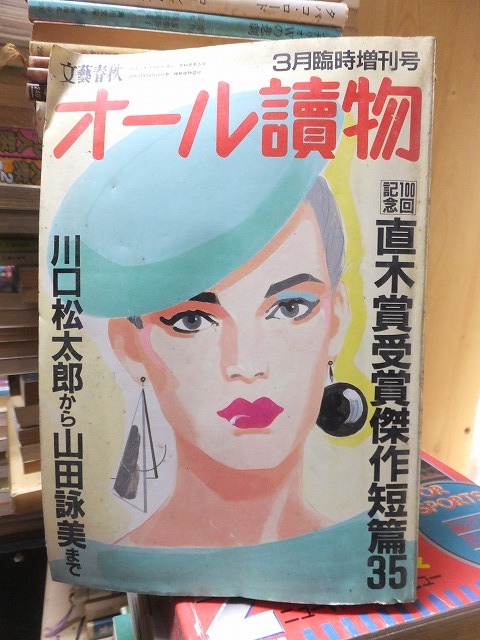 文藝春秋
3月臨時増刊号
オール讀物
100回
記念
直木賞受賞傑作短篇35
川口松太郎から山田詠美まで